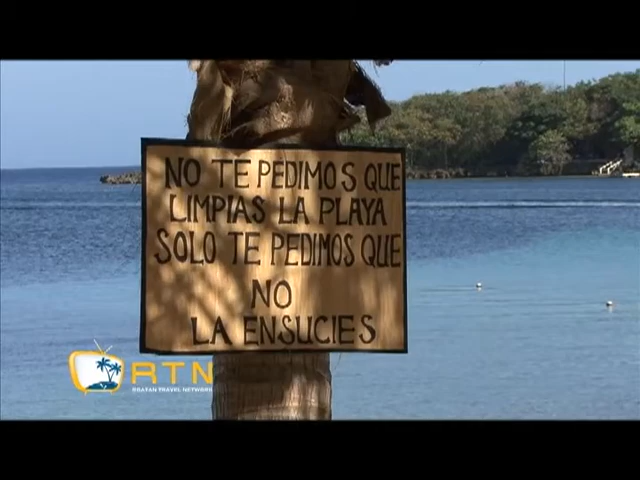 NO TE PEDIMOS QUE
LIMPIAS LA PLAYA
SOLO TE PEDIMOS QUE
NO
LA ENSUCIES
RTN
ROATAN TRAVEL NETWORK